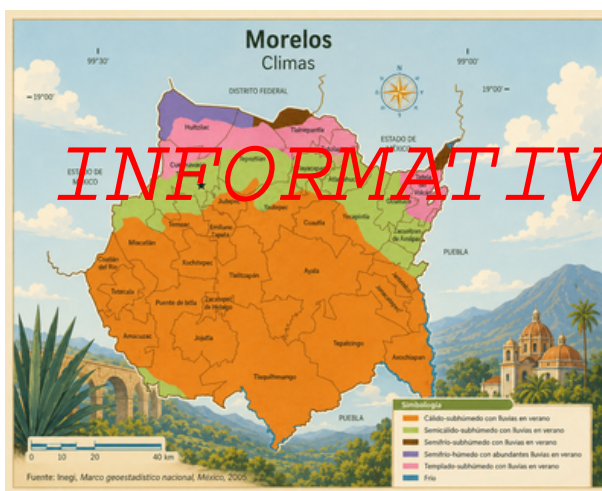 Morelos
Climas
99°30'
99°00'
19°00'
19°00'
N
DISTRITO FEDERAL
ESTADO DE
MÉXICO
ESTADO DE
MÉXICO
INFORMATIV
Huitzilac
Tlalnepantla
Tepoztlán
Jiutepec
Temixco
Emiliano
Zapata
Yautepec
Cuautla
Yecapixtla
Zacualpan
de Amilpas
PUEBLA
Miacatlán
Coatlán
del Río
Xochitepec
Tlaltizapán
Ayala
Tetecala
Puente de Ixtla
Zacatepec
de Hidalgo
Amacuzac
Jojutla
Tepalcingo
Axochiapan
Tlaquiltenango
PUEBLA
Simbología
Cálido-subhúmedo con lluvias en verano
Semicálido-subhúmedo con lluvias en verano
Semifrío-subhúmedo con lluvias en verano
Semifrío-húmedo con abundantes lluvias en verano
Templado-subhúmedo con lluvias en verano
Frío
0 10 20 40 km
Fuente: Inegi, Marco geoestadístico nacional, México, 2005